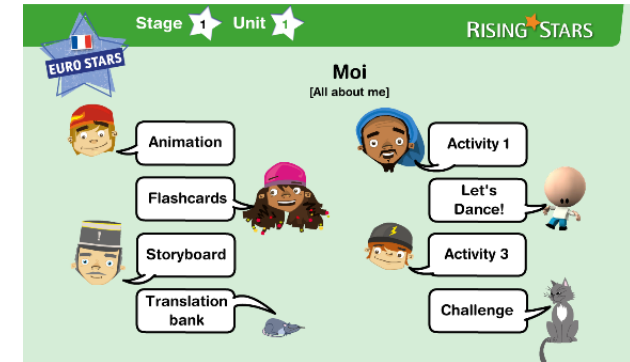 Stage 1 Unit 1
RISING STARS
EURO STARS
Moi
[All about me]
Animation
Flashcards
Storyboard
Translation
bank
Activity 1
Let's
Dance!
Activity 3
Challenge